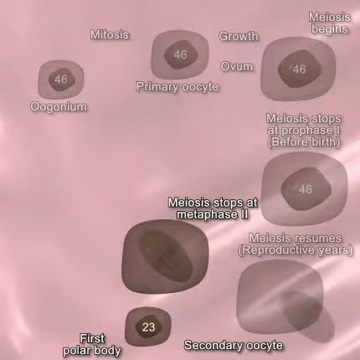 Meiosis
begins
Mitosis
Growth
46
46
46
Ovum
Primary oocyte
Oogonium
Meiosis stops
at prophase I
(Before birth)
46
Meiosis stops at
metaphase II
Meiosis resumes
(Reproductive years)
23
First
polar body
Secondary oocyte